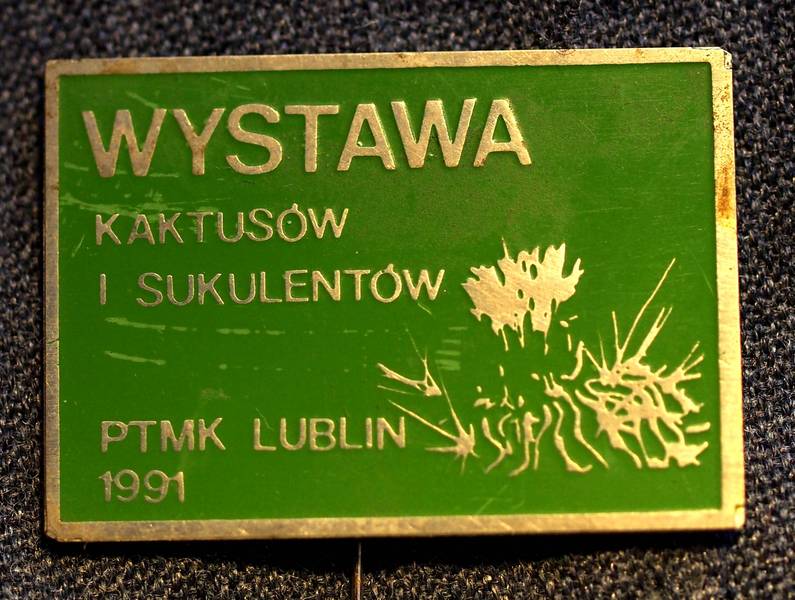 WYSTAWA
KAKTUSÓW
I SUKULENTÓW
PTMK LUBLIN
1991